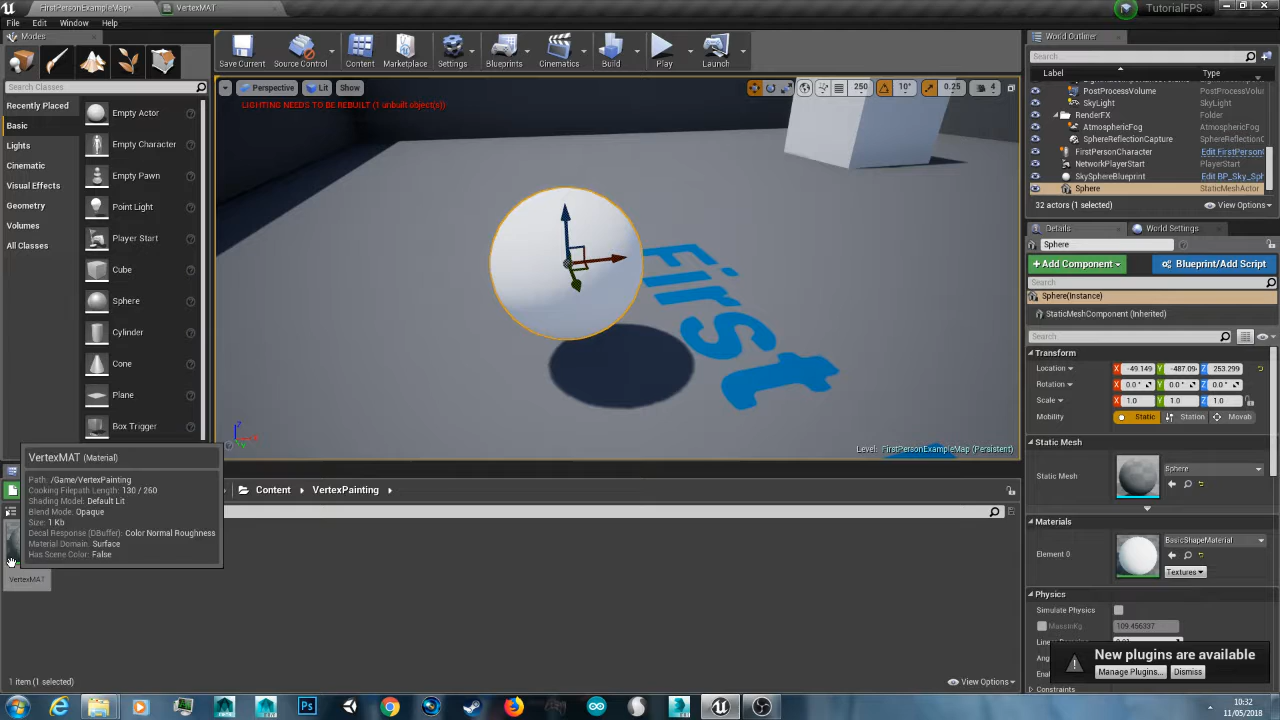 FirstPersonExampleMap*
VertexMAT
TutorialFPS
File Edit Window Help
Modes
Search Classes
Recently Placed
Basic
Lights
Cinematic
Visual Effects
Geometry
Volumes
All Classes
Empty Actor
Empty Character
Empty Pawn
Point Light
Player Start
Cube
Sphere
Cylinder
Cone
Plane
Box Trigger
Save Current
Source Control
Content
Marketplace
Settings
Blueprints
Cinematics
Build
Play
Launch
Perspective
Lit
Show
250
10°
0.25
4
LIGHTING NEEDS TO BE REBUILT (1 unbuilt object(s))
First
Level: FirstPersonExampleMap (Persistent)
World Outliner
Search
Label Type
PostProcessVolume PostProcessVolu
SkyLight SkyLight
RenderFX Folder
AtmosphericFog AtmosphericFog
SphereReflectionCapture SphereReflectionC
FirstPersonCharacter Edit FirstPersonC
NetworkPlayerStart PlayerStart
SkySphereBlueprint Edit BP_Sky_Sph
Sphere StaticMeshActor
32 actors (1 selected)
View Options
Details
World Settings
Sphere
+ Add Component
Blueprint/Add Script
Search
Sphere(Instance)
StaticMeshComponent (Inherited)
Search
Transform
Location X -49.149 Y -487.09 Z 253.299
Rotation X 0.0° Y 0.0° Z 0.0°
Scale X 1.0 Y 1.0 Z 1.0
Mobility Static Station Movab
Static Mesh
Static Mesh Sphere
Materials
Element 0 BasicShapeMaterial
Textures
Physics
Simulate Physics
MassInKg 109.456337
New plugins are available
Manage Plugins...
Dismiss
Constraints
VertexMAT (Material)
Path: /Game/VertexPainting
Cooking Filepath Length: 130 / 260
Shading Model: Default Lit
Blend Mode: Opaque
Size: 1 Kb
Decal Response (DBuffer): Color Normal Roughness
Material Domain: Surface
Has Scene Color: False
Content
VertexPainting
VertexMAT
1 item (1 selected)
View Options
10:32
11/05/2018